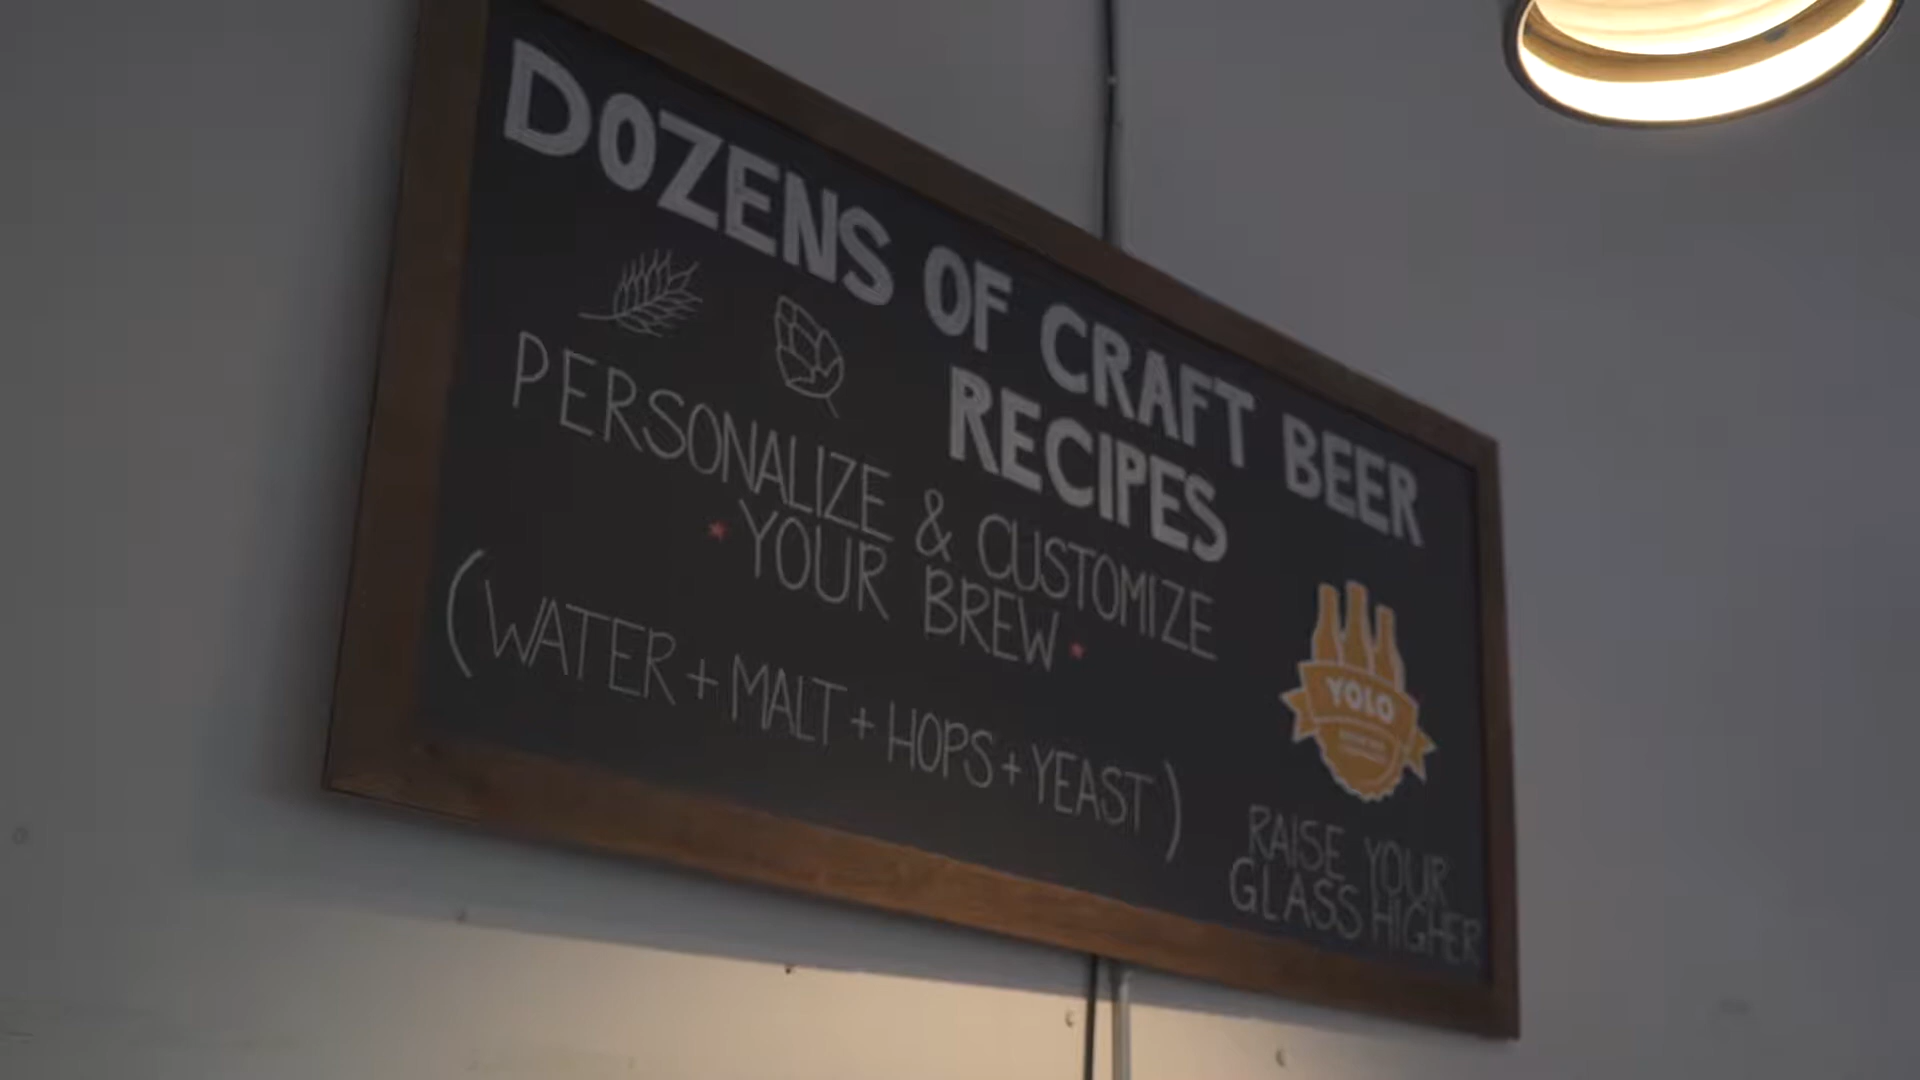 DOZENS OF CRAFT BEER
RECIPES
PERSONALIZE & CUSTOMIZE
YOUR BREW
(WATER + MALT + HOPS + YEAST)
YOLO
RAISE YOUR
GLASS HIGHER